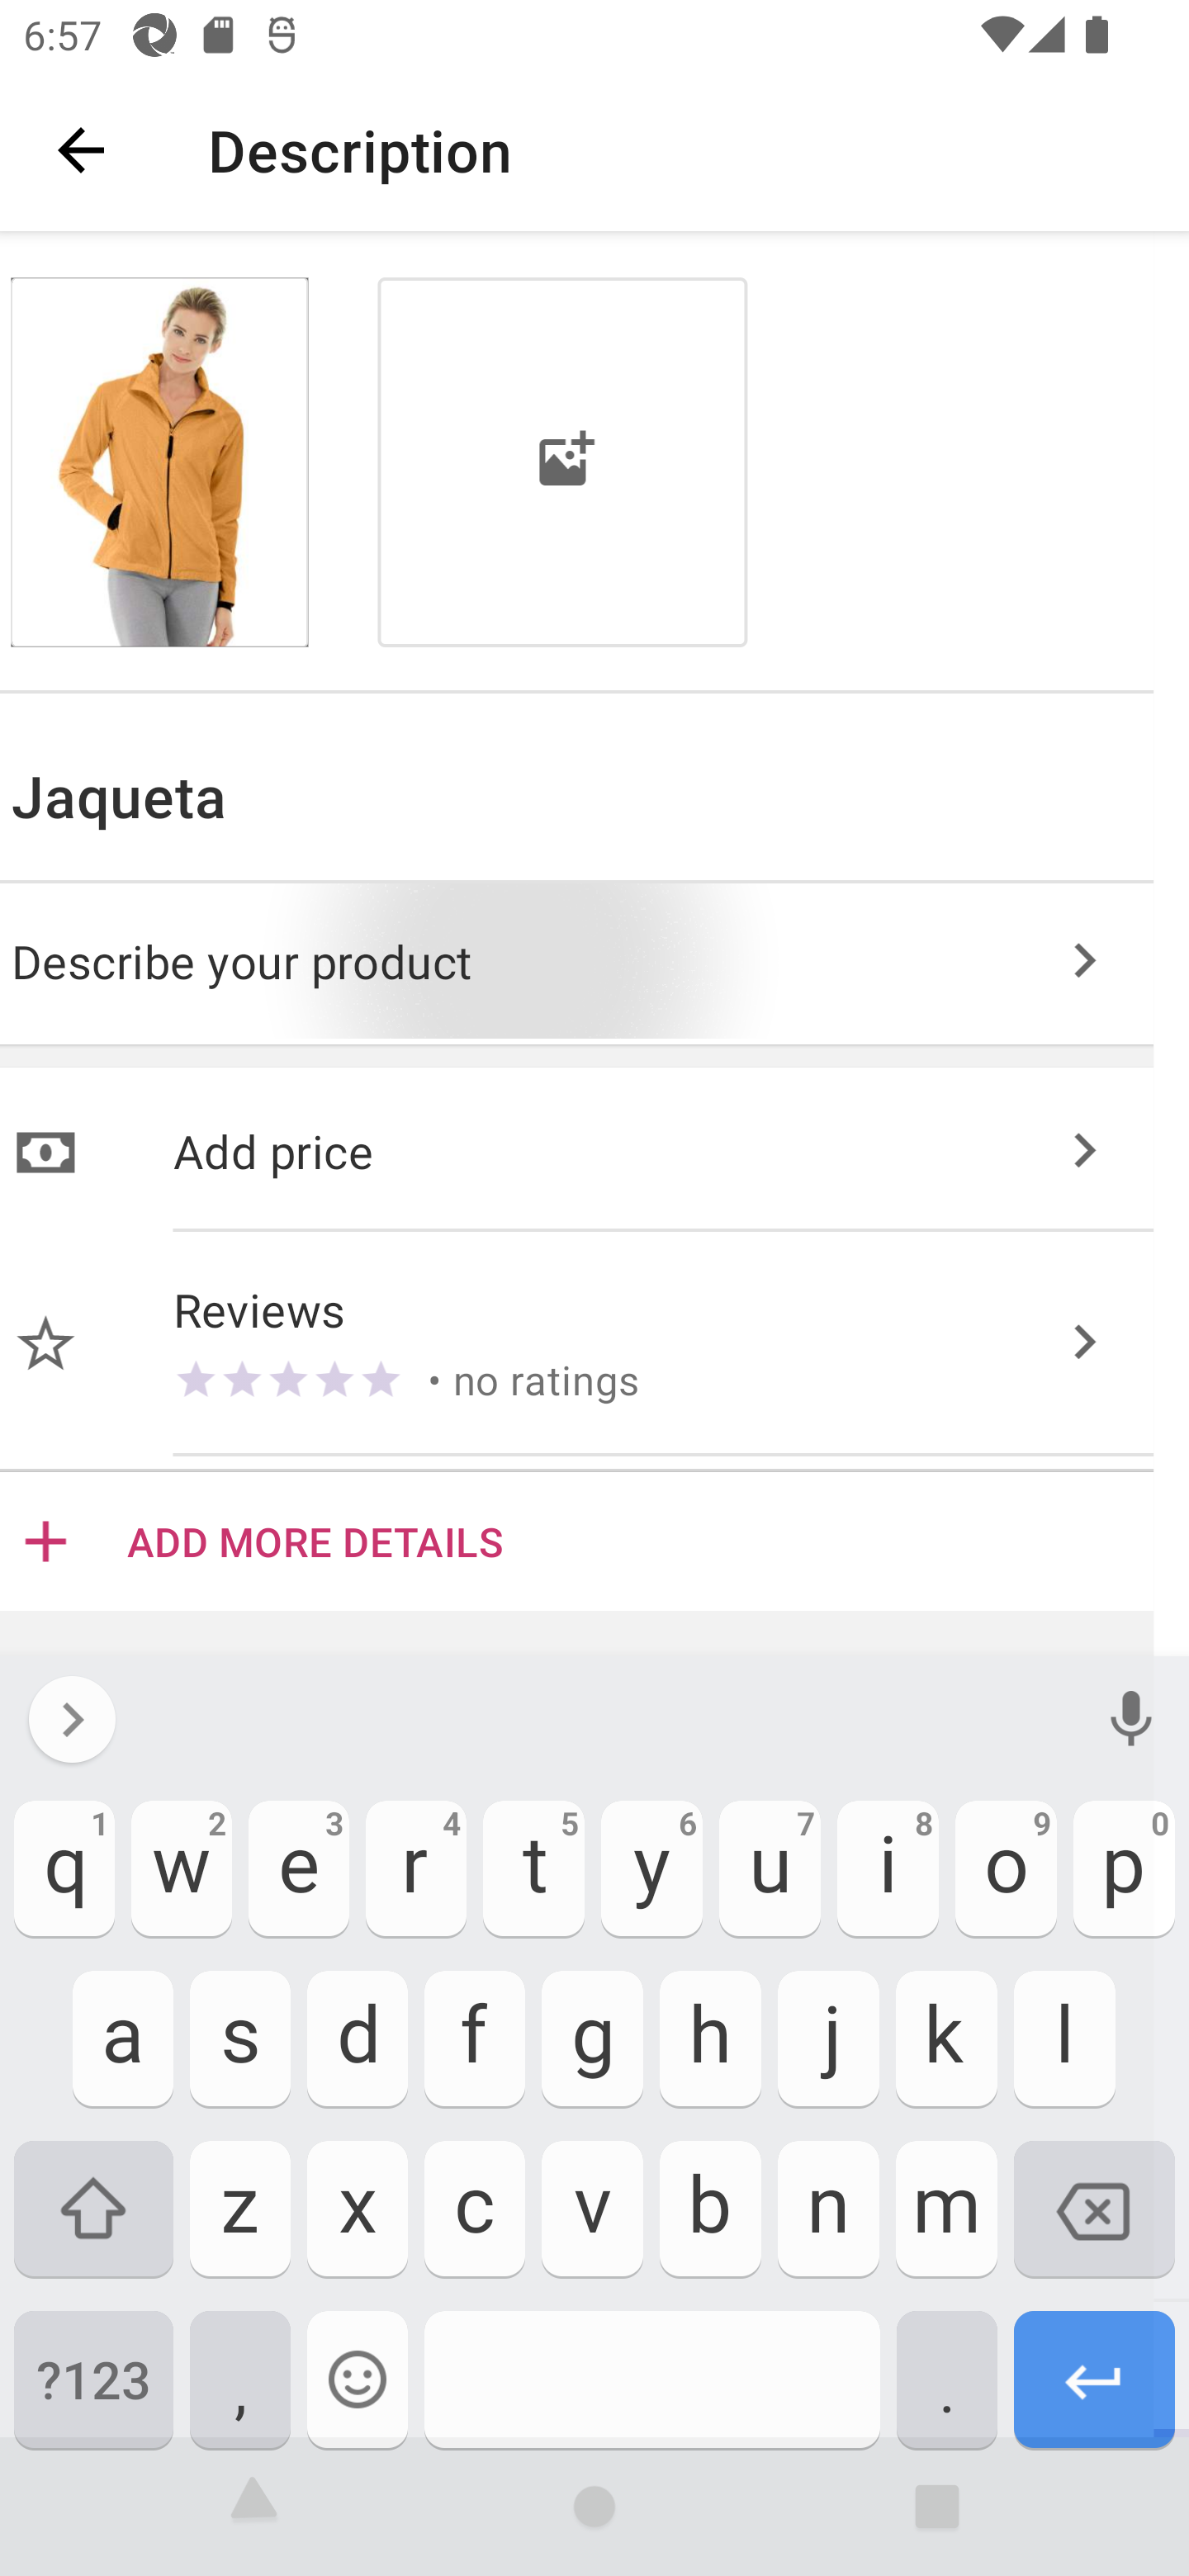 6:57
Description
Jaqueta
Describe your product
Add price
Reviews
• no ratings
ADD MORE DETAILS
1 2 3 4 5 6 7 8 9 0
q w e r t y u i o p
a s d f g h j k l
z x c v b n m
?123 , .